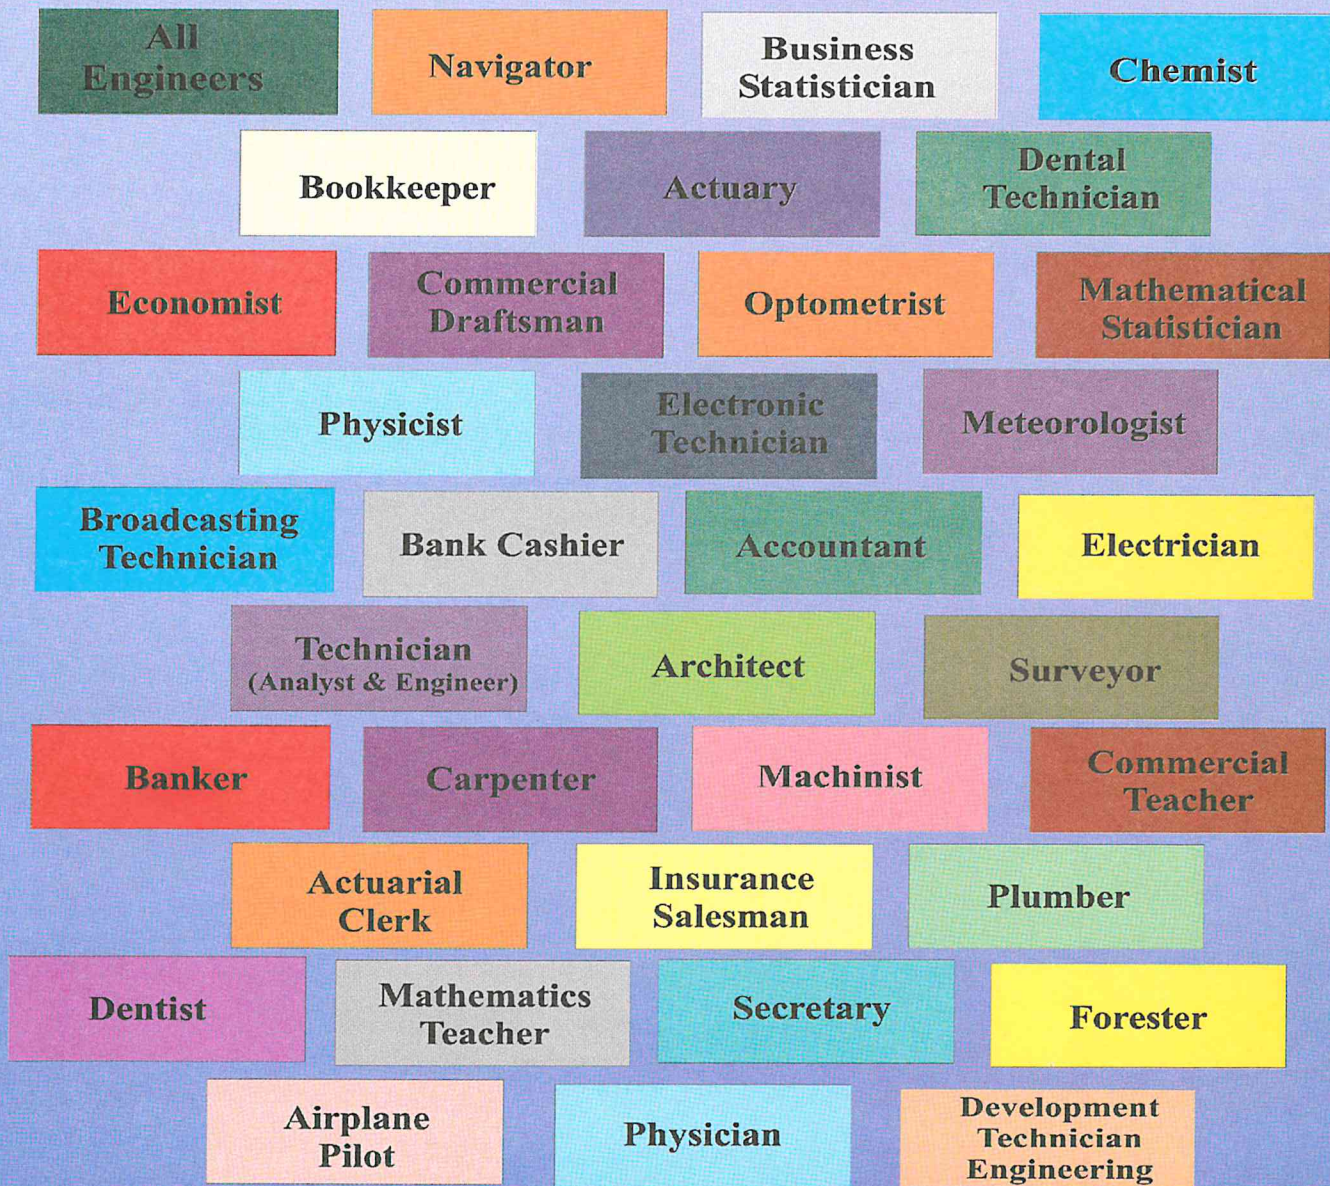 All
Engineers
Navigator
Business
Statistician
Chemist
Bookkeeper
Actuary
Dental
Technician
Economist
Commercial
Draftsman
Optometrist
Mathematical
Statistician
Physicist
Electronic
Technician
Meteorologist
Broadcasting
Technician
Bank Cashier
Accountant
Electrician
Technician
(Analyst & Engineer)
Architect
Surveyor
Banker
Carpenter
Machinist
Commercial
Teacher
Actuarial
Clerk
Insurance
Salesman
Plumber
Dentist
Mathematics
Teacher
Secretary
Forester
Airplane
Pilot
Physician
Development
Technician
Engineering